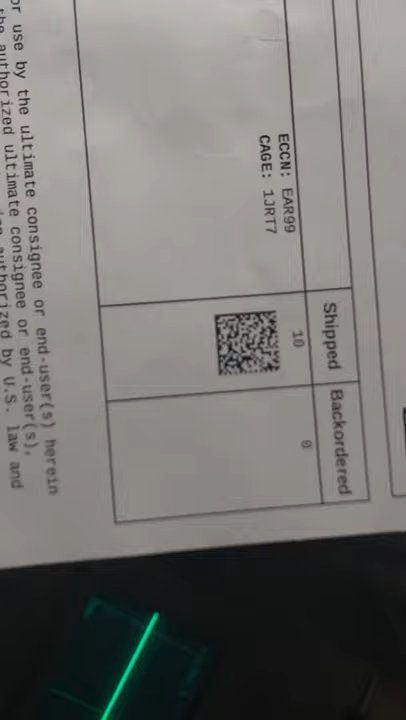 Shipped Backordered
ECCN: EAR99 10 0
CAGE: 1JRT7
or use by the ultimate consignee or end-user(s) herein
the authorized ultimate consignee or end-user(s),
authorized by U.S. law and